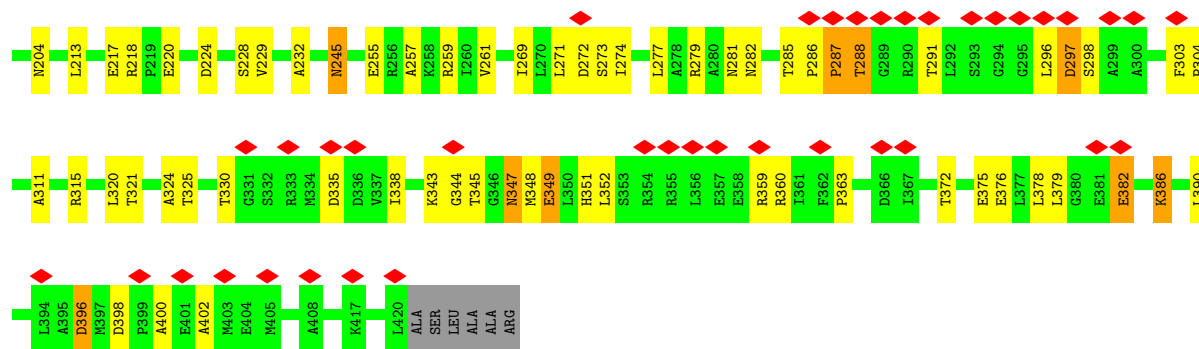 N204 L213 E217 R218 P219 E220 D224 S228 V229 A232 N245 E255 R256 A257 K258 R259 I260 V261 I269 L270 L271 D272 S273 I274 L277 A278 R279 A280 N281 N282 T285 P286 P287 T288 G289 R290 T291 L292 S293 G294 G295 L296 D297 S298 A299 A300 F303
A311 R315 L320 T321 A324 T325 T330 G331 S332 R333 M334 D335 D336 V337 I338 K343 G344 T345 G346 N347 M348 E349 L350 H351 L352 S353 R354 R355 L356 E357 E358 R359 R360 I361 F362 P363 D366 I367 T372 E375 E376 L377 L378 L379 G380 E381 E382 K386 L390
L394 A395 D396 M397 D398 P399 A400 E401 A402 M403 E404 M405 A408 K417 L420 ALA SER LEU ALA ALA ARG